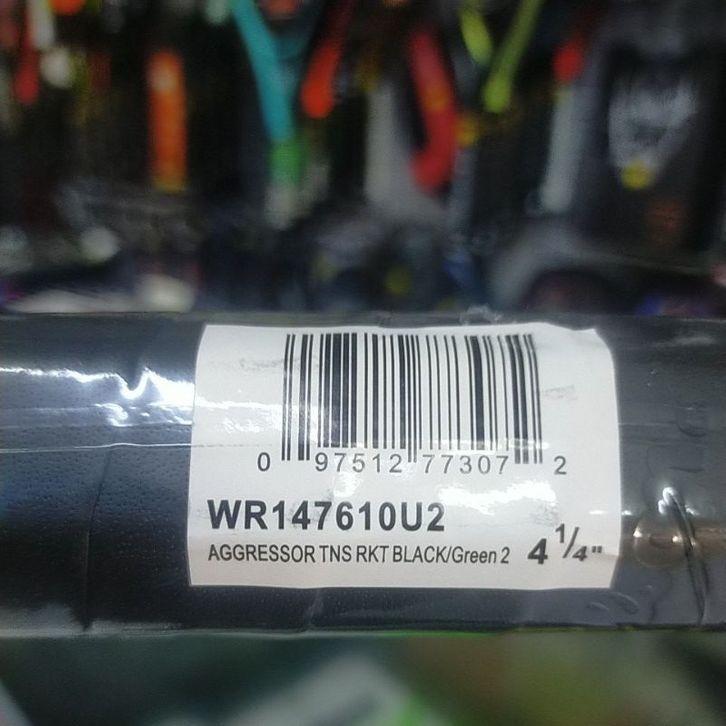 0 97512 77307 2
WR147610U2
AGGRESSOR TNS RKT BLACK/Green 2 4 1/4"